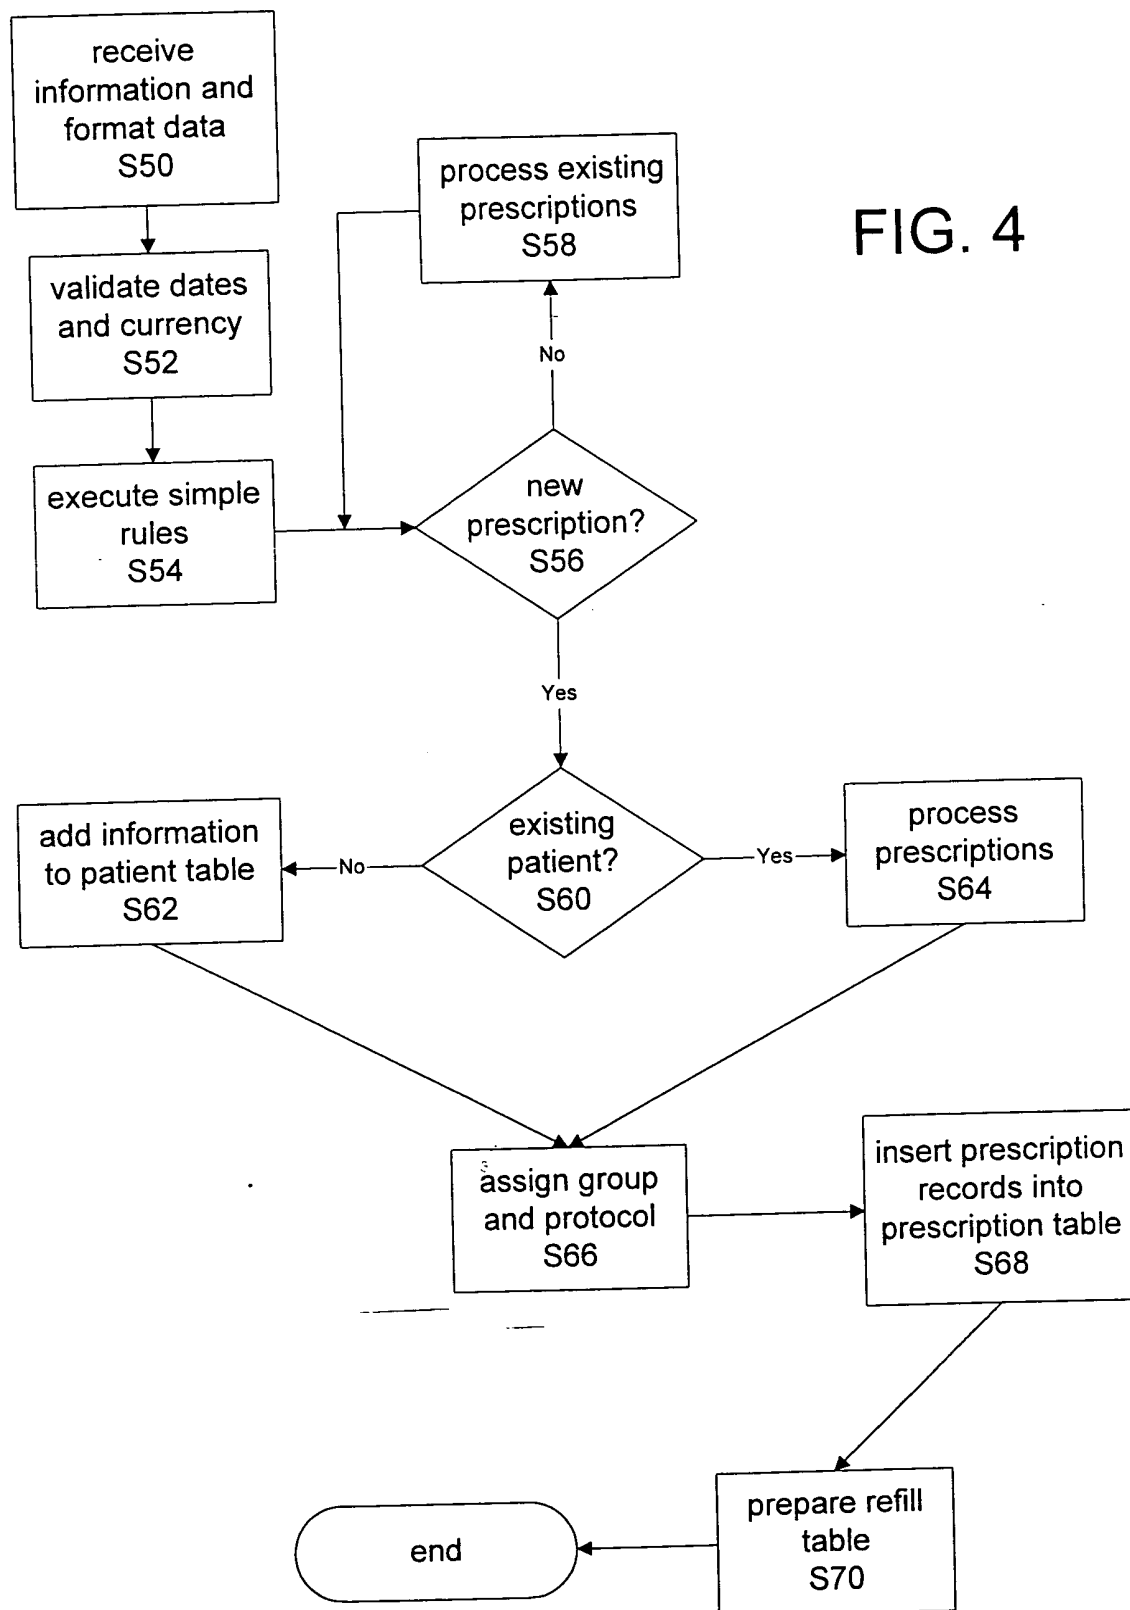 receive
information and
format data
S50
process existing
prescriptions
S58
FIG. 4
validate dates
and currency
S52
No
execute simple
rules
S54
new
prescription?
S56
Yes
add information
to patient table
S62
No
existing
patient?
S60
Yes
process
prescriptions
S64
assign group
and protocol
S66
insert prescription
records into
prescription table
S68
prepare refill
table
S70
end